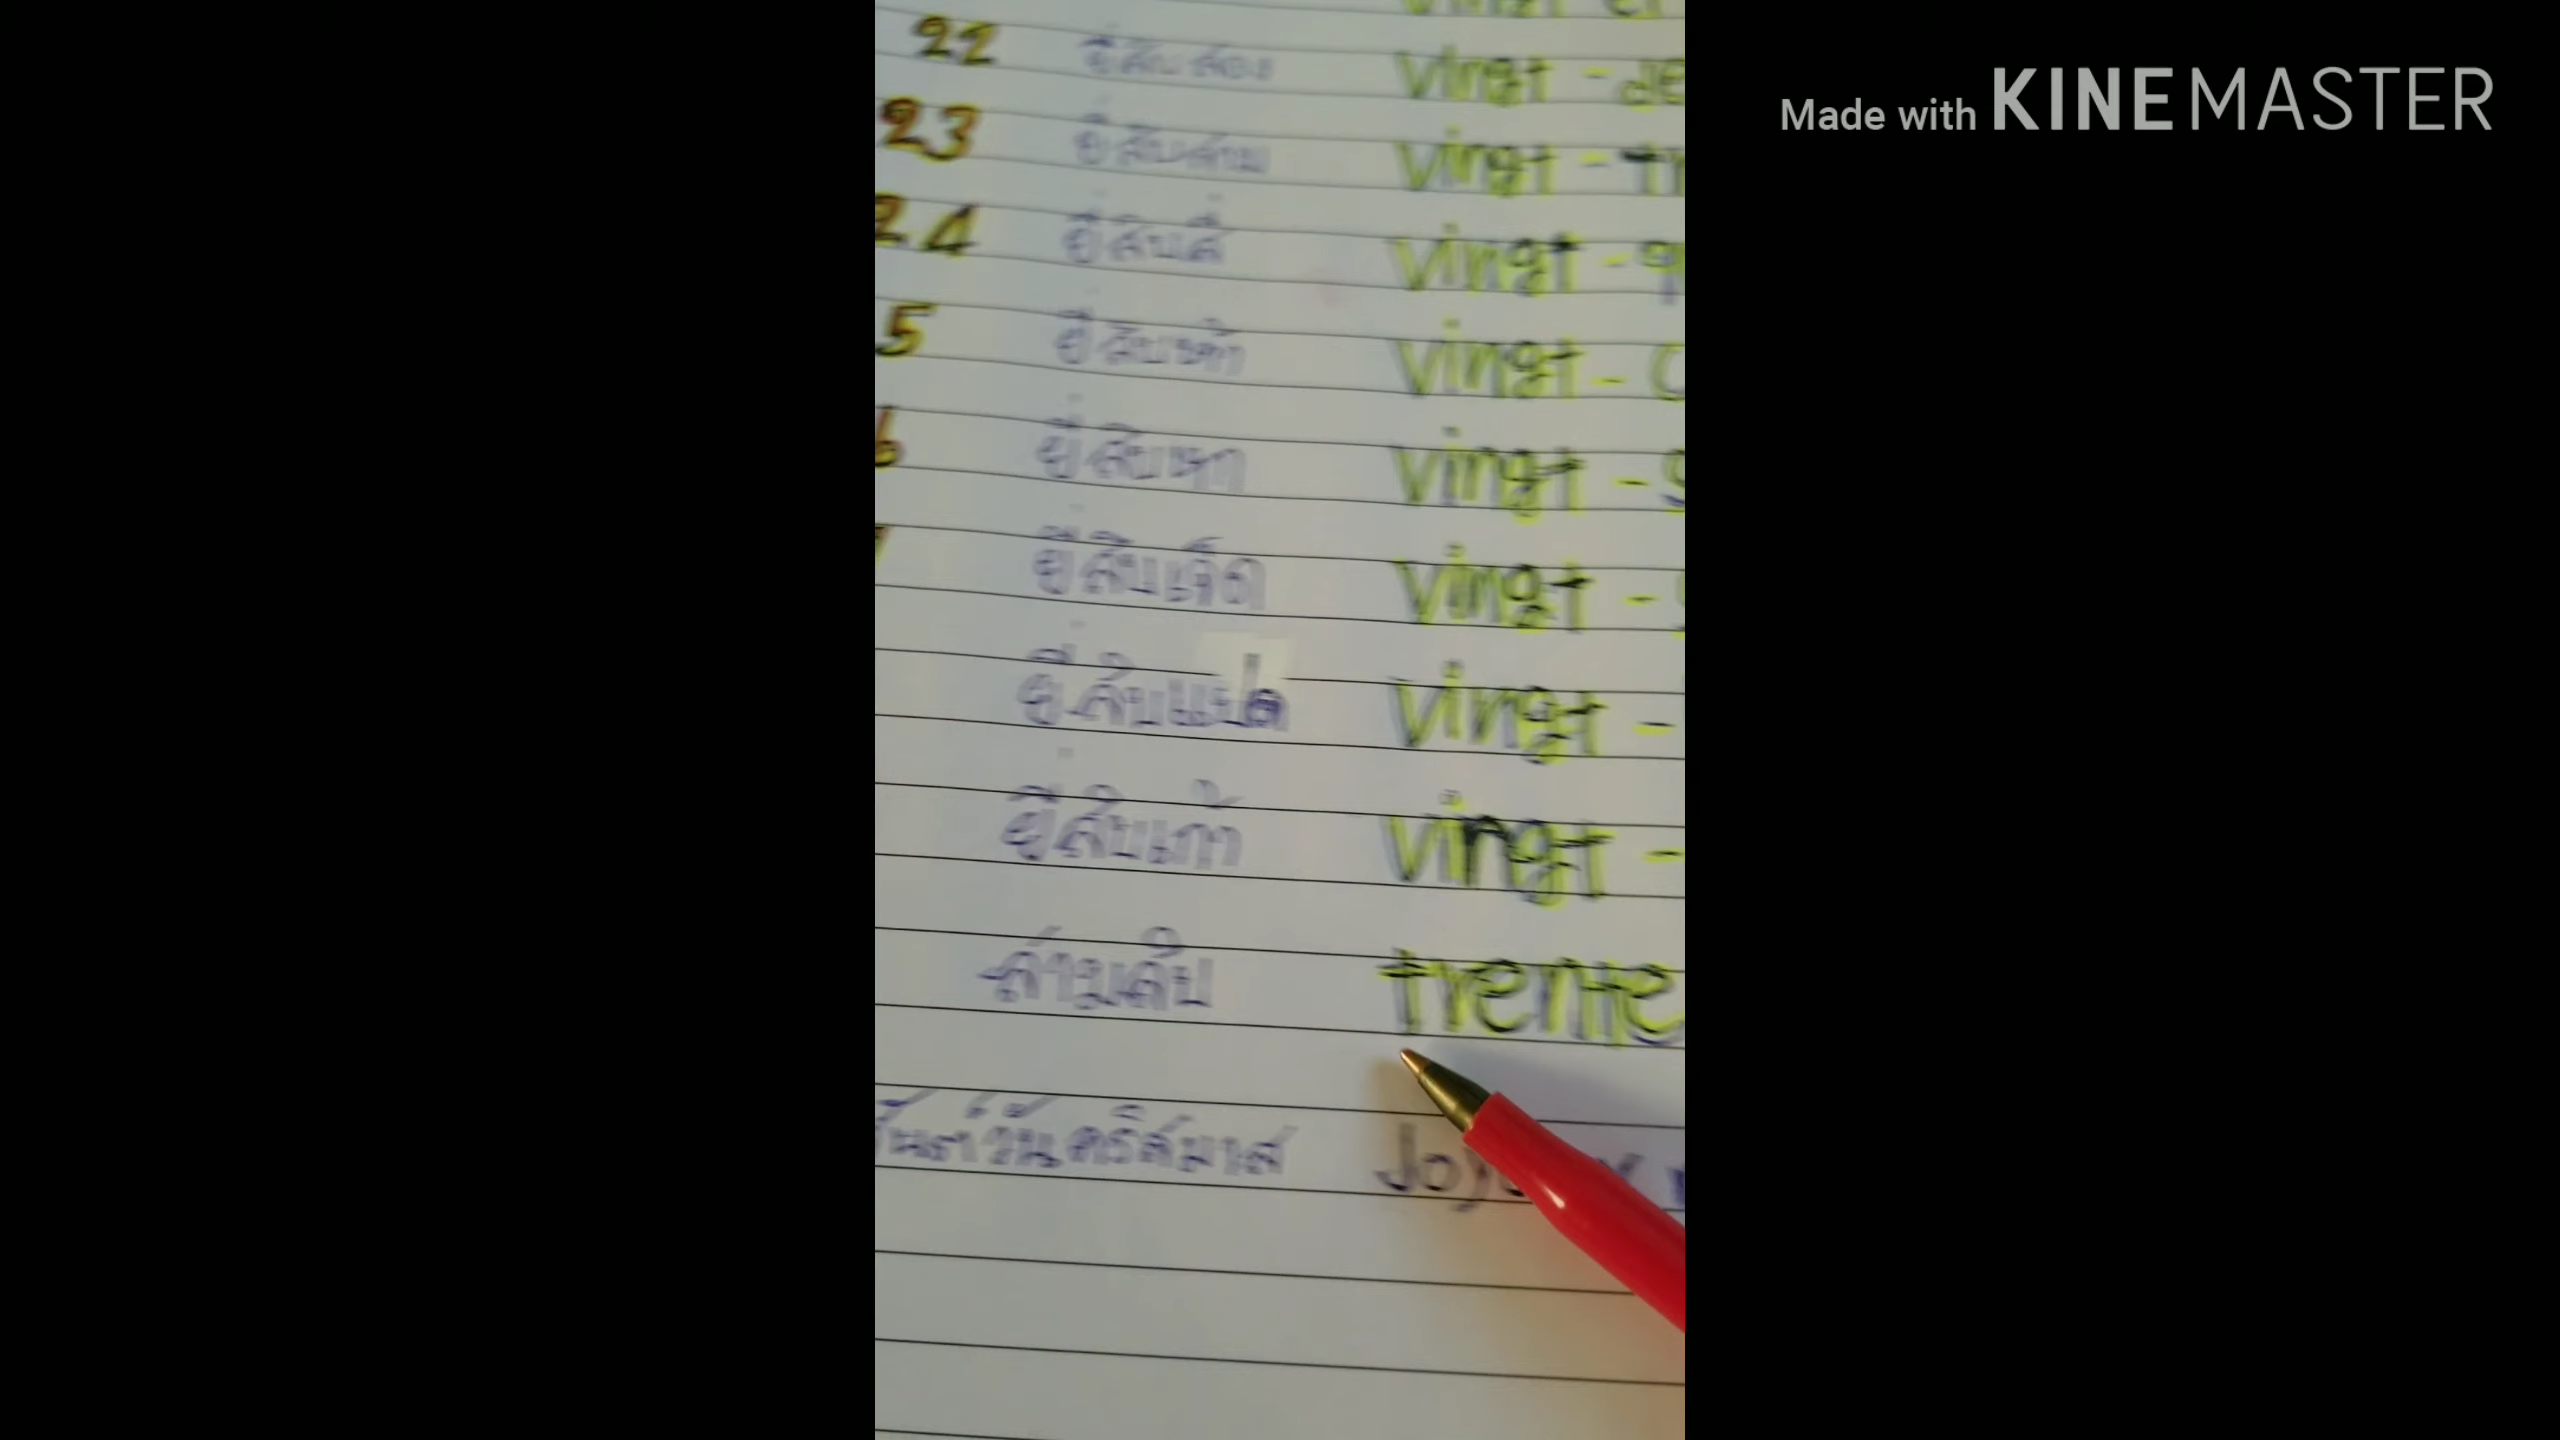 Made with KINEMASTER
22 ยี่สิบสอง vingt - de
23 ยี่สิบสาม vingt - tr
24 ยี่สิบสี่ vingt - q
5 ยี่สิบห้า vingt - c
6 ยี่สิบหก vingt - s
ยี่สิบเจ็ด vingt -
ยี่สิบแปด vingt -
ยี่สิบเก้า vingt -
สามสิบ trente
วันคริสมาส